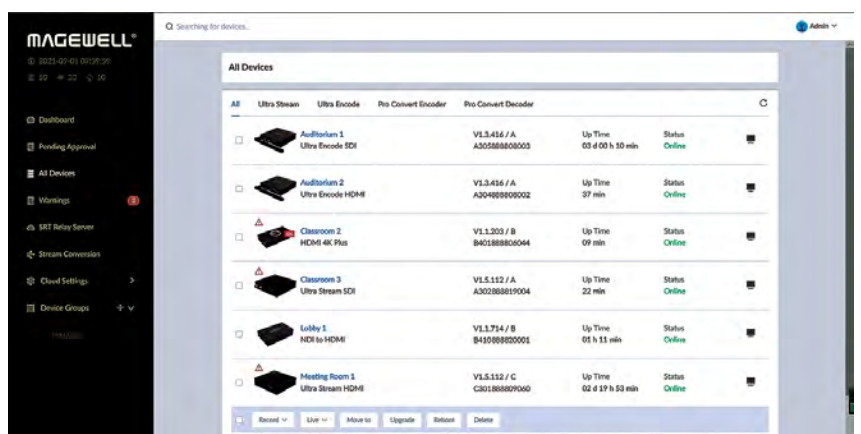 MAGEWELL®
Searching for devices..
Admin
All Devices
All Ultra Stream Ultra Encode Pro Convert Encoder Pro Convert Decoder
Dashboard
Pending Approval
All Devices
Warnings
SRT Relay Server
Stream Conversion
Cloud Settings
Device Groups
Auditorium 1 V1.3.416 / A Up Time Status
Ultra Encode SDI A305888808003 03 d 00 h 10 min Online
Auditorium 2 V1.3.416 / A Up Time Status
Ultra Encode HDMI A304888808002 37 min Online
Classroom 2 V1.1.203 / B Up Time Status
HDMI 4K Plus B401888806044 09 min Online
Classroom 3 V1.5.112 / A Up Time Status
Ultra Stream SDI A302888819004 22 min Online
Lobby 1 V1.1.714 / B Up Time Status
NDI to HDMI B410888820001 01 h 11 min Online
Meeting Room 1 V1.5.112 / C Up Time Status
Ultra Stream HDMI C301888809060 02 d 19 h 53 min Online
Record Live Move to Upgrade Reboot Delete